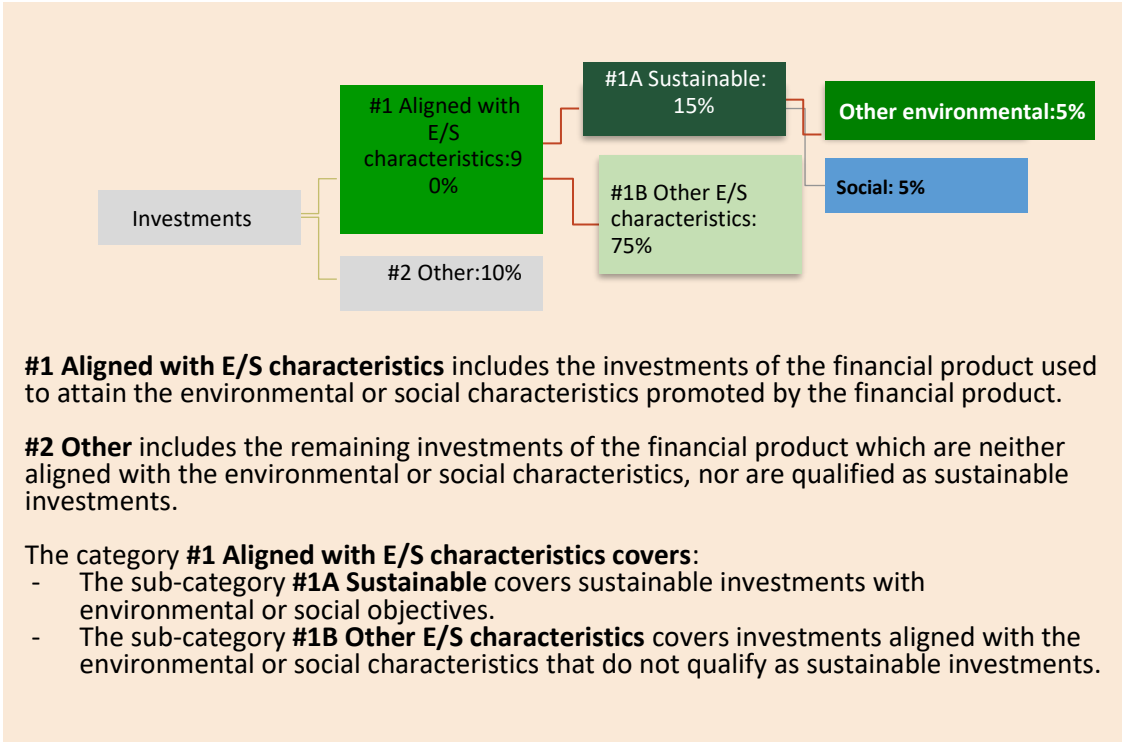 Investments
#1 Aligned with
E/S
characteristics:9
0%
#2 Other:10%
#1A Sustainable:
15%
#1B Other E/S
characteristics:
75%
Other environmental:5%
Social: 5%
#1 Aligned with E/S characteristics includes the investments of the financial product used
to attain the environmental or social characteristics promoted by the financial product.
#2 Other includes the remaining investments of the financial product which are neither
aligned with the environmental or social characteristics, nor are qualified as sustainable
investments.
The category #1 Aligned with E/S characteristics covers:
- The sub-category #1A Sustainable covers sustainable investments with
environmental or social objectives.
- The sub-category #1B Other E/S characteristics covers investments aligned with the
environmental or social characteristics that do not qualify as sustainable investments.